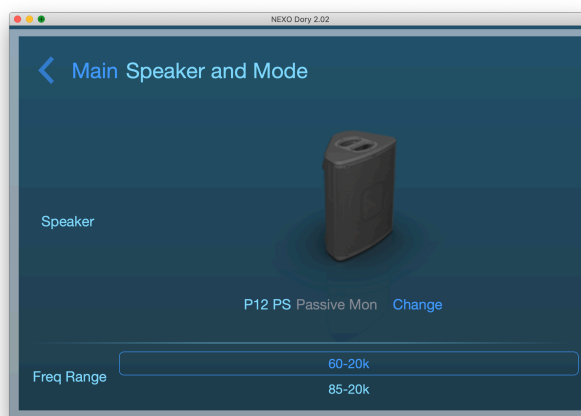 NEXO Dory 2.02
Main Speaker and Mode
Speaker
P12 PS Passive Mon Change
Freq Range
60-20k
85-20k